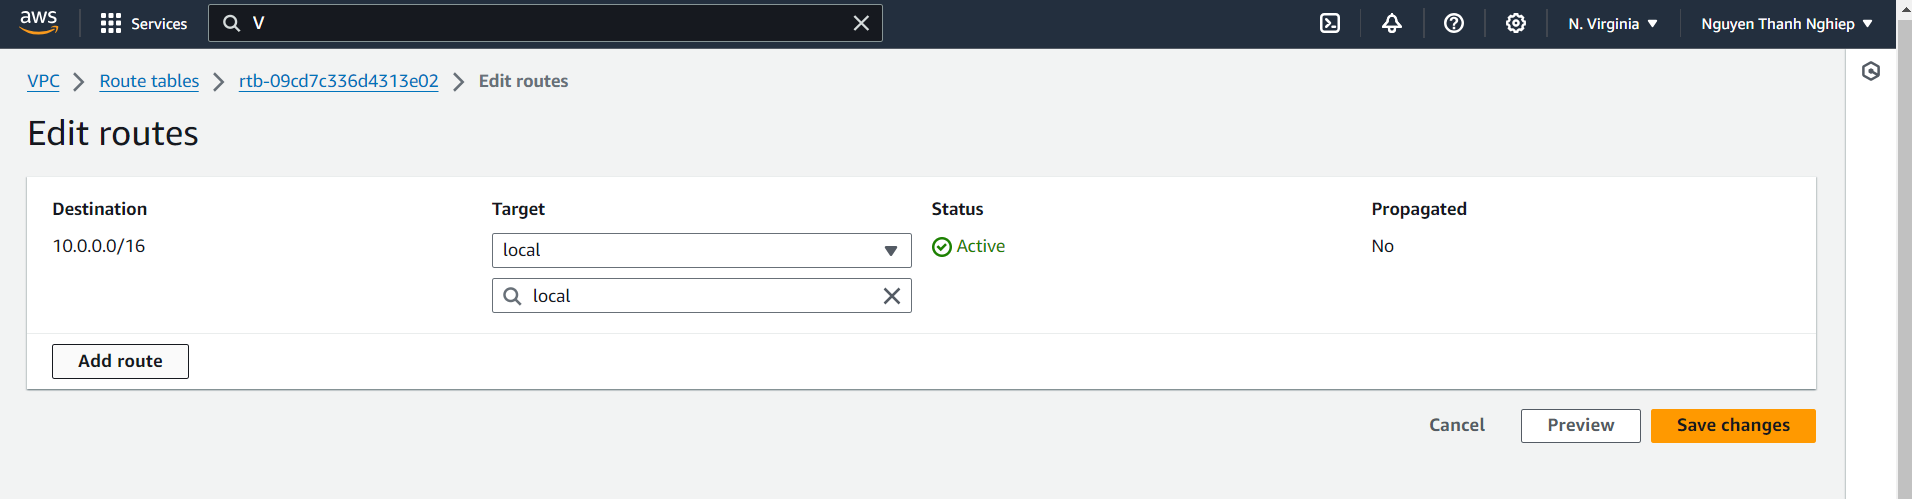 aws Services V N. Virginia Nguyen Thanh Nghiep
VPC Route tables rtb-09cd7c336d4313e02 Edit routes
Edit routes
Destination Target Status Propagated
10.0.0.0/16 local Active No
local
Add route
Cancel Preview Save changes